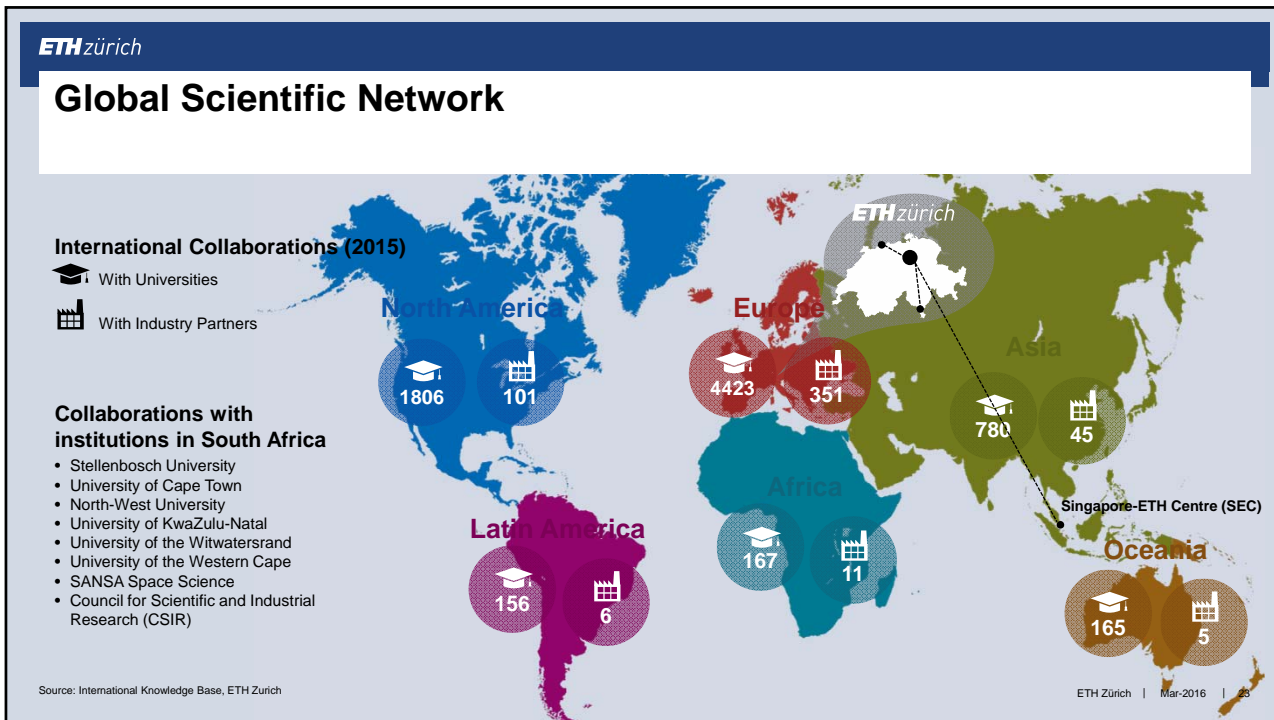 ETH zürich
Global Scientific Network
International Collaborations (2015)
With Universities
With Industry Partners
Collaborations with
institutions in South Africa
• Stellenbosch University
• University of Cape Town
• North-West University
• University of KwaZulu-Natal
• University of the Witwatersrand
• University of the Western Cape
• SANSA Space Science
• Council for Scientific and Industrial
Research (CSIR)
North America
1806
101
Latin America
156
6
Europe
4423
351
Africa
167
11
ETH zürich
Asia
780
45
Singapore-ETH Centre (SEC)
Oceania
165
5
Source: International Knowledge Base, ETH Zurich
ETH Zürich | Mar-2016 | 23